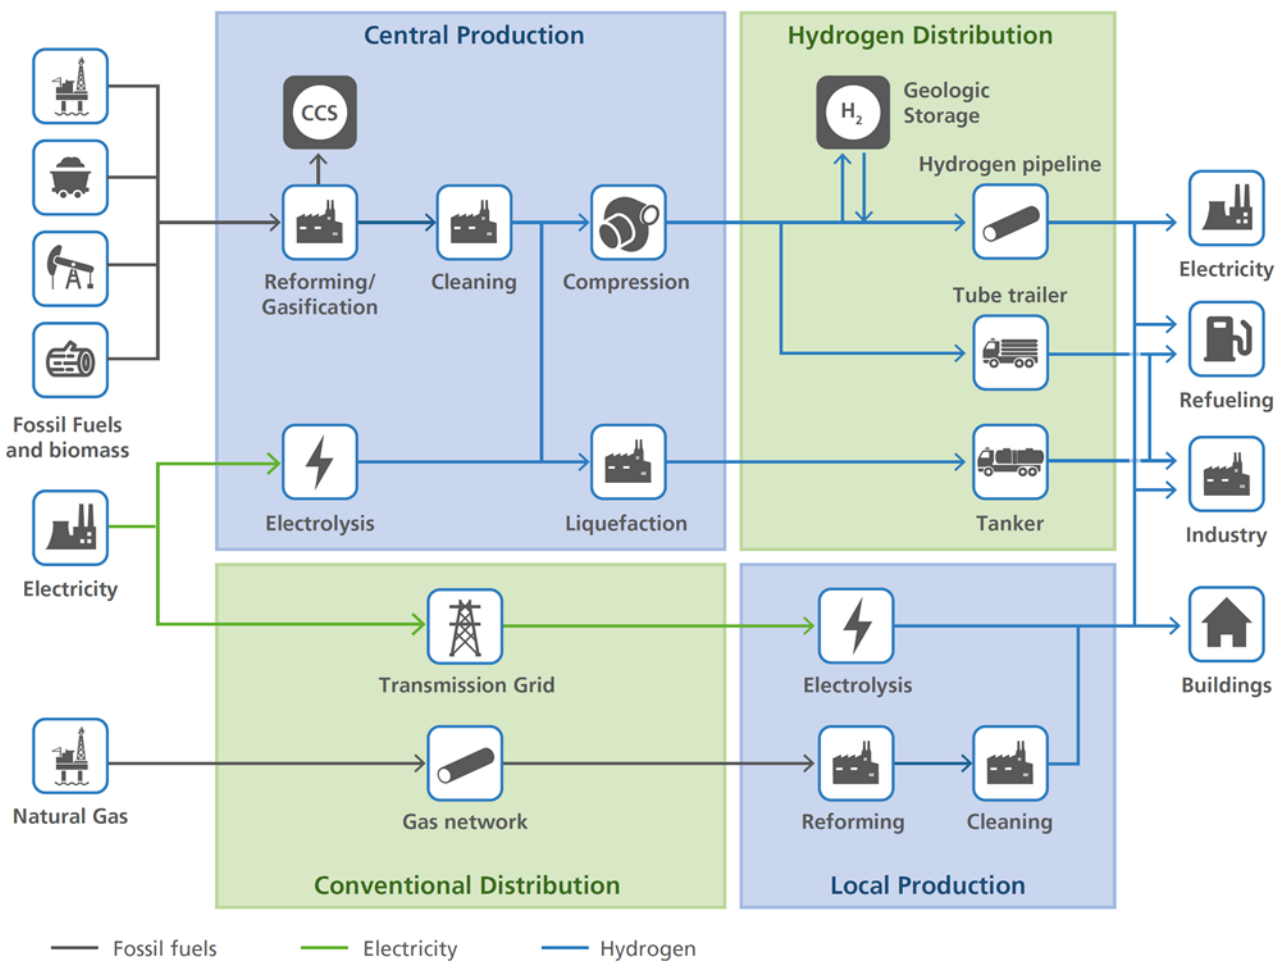 Central Production
Hydrogen Distribution
CCS
H2
Geologic
Storage
Hydrogen pipeline
Reforming/
Gasification
Cleaning
Compression
Electricity
Tube trailer
Refueling
Fossil Fuels
and biomass
Electrolysis
Liquefaction
Tanker
Industry
Electricity
Transmission Grid
Electrolysis
Buildings
Natural Gas
Gas network
Reforming
Cleaning
Conventional Distribution
Local Production
Fossil fuels
Electricity
Hydrogen